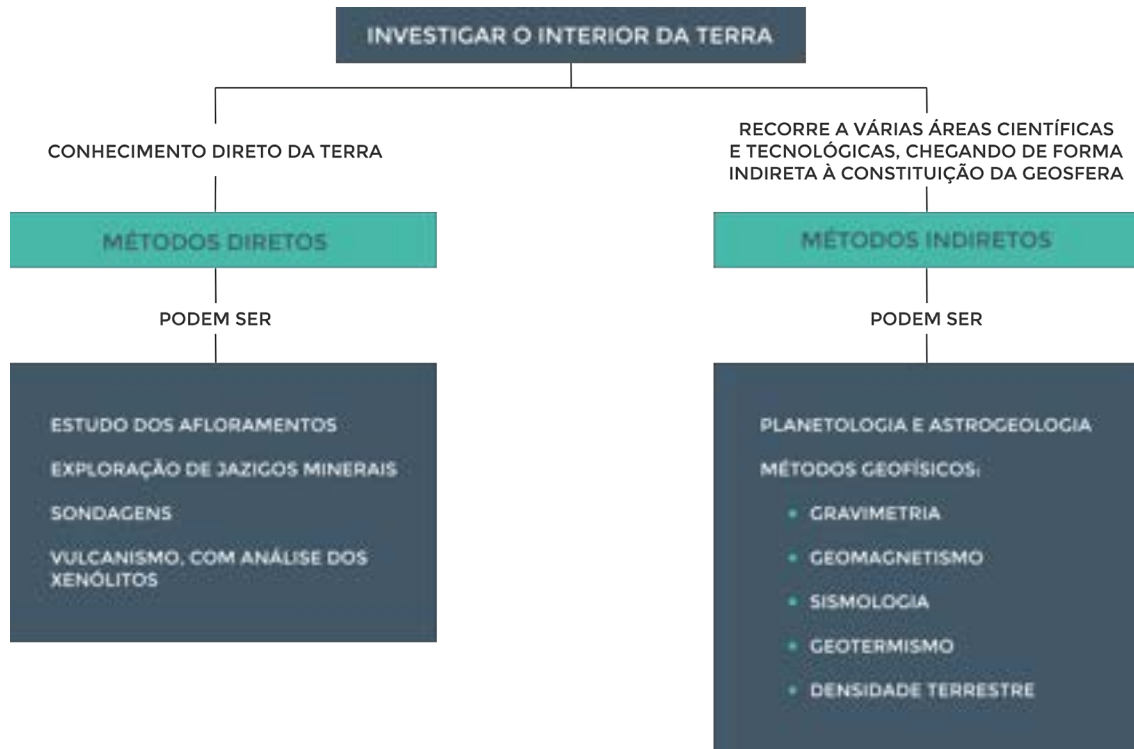 INVESTIGAR O INTERIOR DA TERRA
CONHECIMENTO DIRETO DA TERRA
MÉTODOS DIRETOS
PODEM SER
ESTUDO DOS AFLORAMENTOS
EXPLORAÇÃO DE JAZIGOS MINERAIS
SONDAGENS
VULCANISMO, COM ANÁLISE DOS
XENÓLITOS
RECORRE A VÁRIAS ÁREAS CIENTÍFICAS
E TECNOLÓGICAS, CHEGANDO DE FORMA
INDIRETA À CONSTITUIÇÃO DA GEOSFERA
MÉTODOS INDIRETOS
PODEM SER
PLANETOLOGIA E ASTROGEOLOGIA
MÉTODOS GEOFÍSICOS:
• GRAVIMETRIA
• GEOMAGNETISMO
• SISMOLOGIA
• GEOTERMISMO
• DENSIDADE TERRESTRE